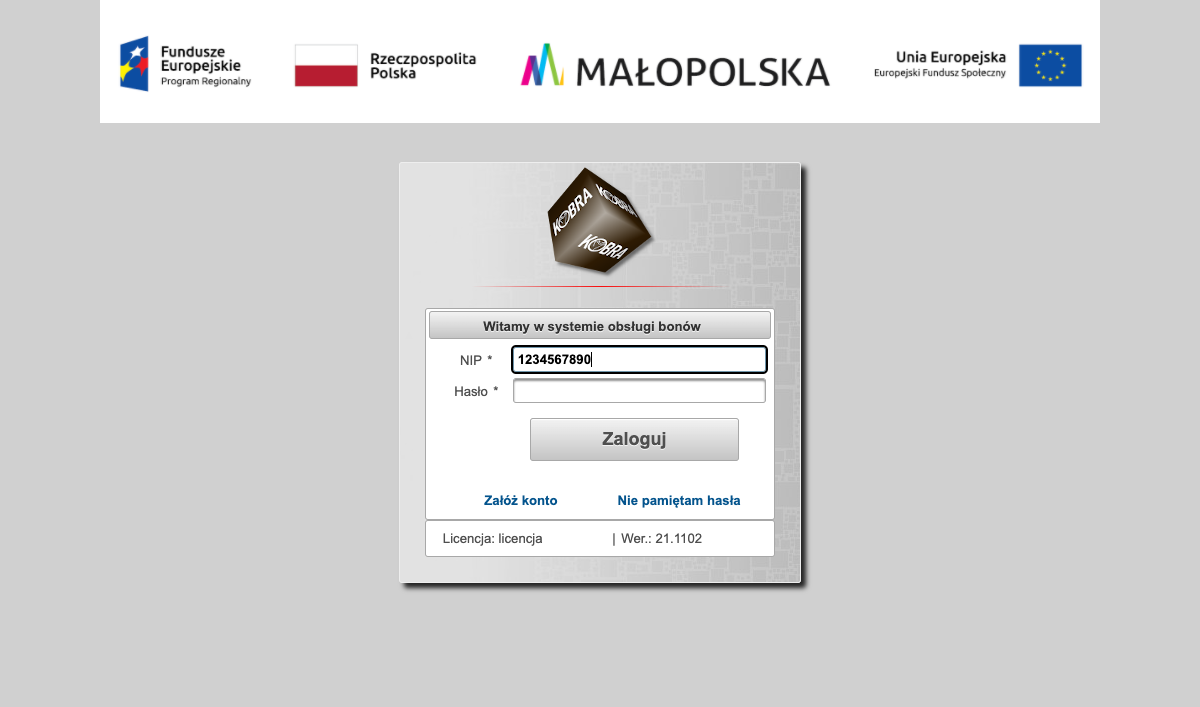 Fundusze
Europejskie
Program Regionalny
Rzeczpospolita
Polska
MAŁOPOLSKA
Unia Europejska
Europejski Fundusz Społeczny
KOBRA
KOBRA
KOBRA
Witamy w systemie obsługi bonów
NIP * 1234567890
Hasło *
Zaloguj
Załóż konto Nie pamiętam hasła
Licencja: licencja | Wer.: 21.1102